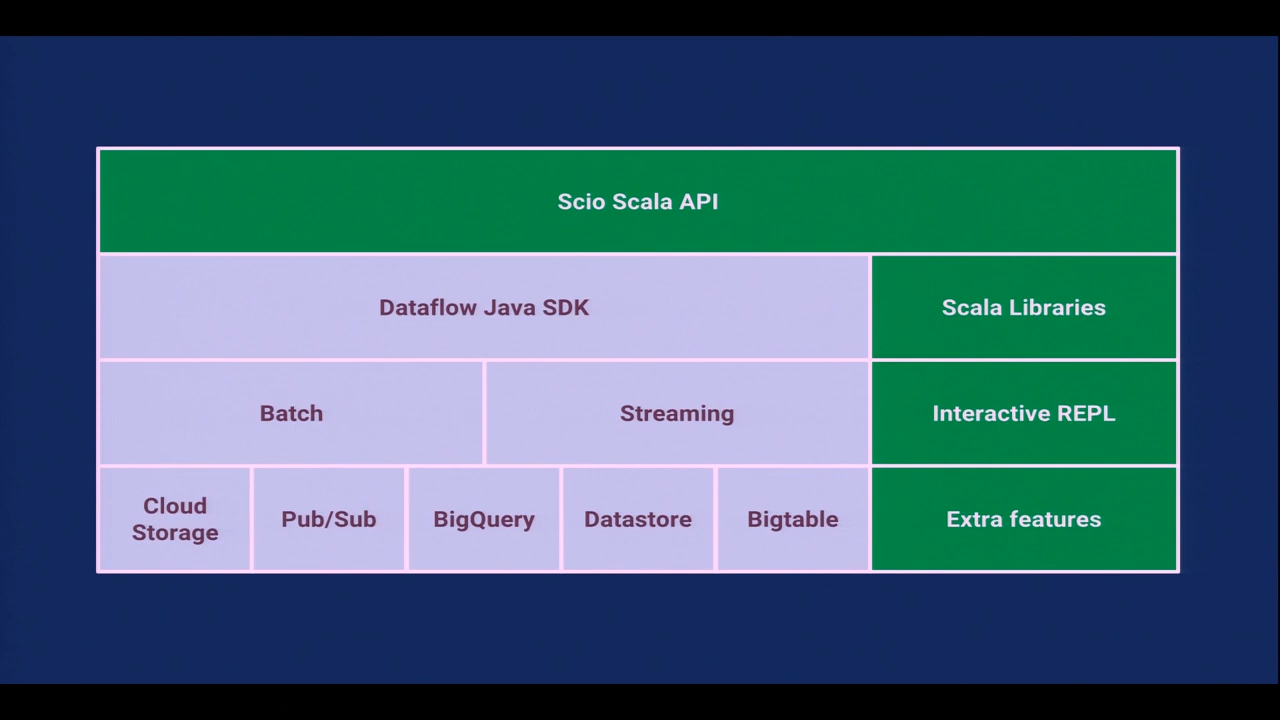 Scio Scala API
Dataflow Java SDK
Scala Libraries
Batch
Streaming
Interactive REPL
Cloud
Storage
Pub/Sub
BigQuery
Datastore
Bigtable
Extra features